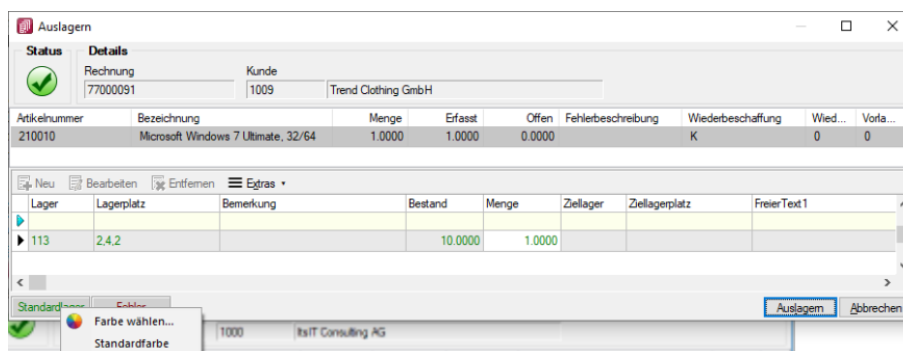 Auslagern
Status Details
Rechnung Kunde
77000091 1009 Trend Clothing GmbH
Artikelnummer Bezeichnung Menge Erfasst Offen Fehlerbeschreibung Wiederbeschaffung Wied... Vorla...
210010 Microsoft Windows 7 Ultimate, 32/64 1.0000 1.0000 0.0000 K 0 0
Neu Bearbeiten Entfernen Extras
Lager Lagerplatz Bemerkung Bestand Menge Ziellager Ziellagerplatz FreierText1
113 2,4,2 10.0000 1.0000
Standardlager Fehler Auslagern Abbrechen
Farbe wählen... 1000 ItsIT Consulting AG
Standardfarbe